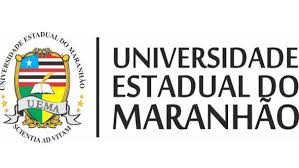 UNIVERSIDADE ESTADUAL DO MARANHÃO
UEMA
SCIENTIA AD VITAM
UNIVERSIDADE
ESTADUAL DO
MARANHÃO